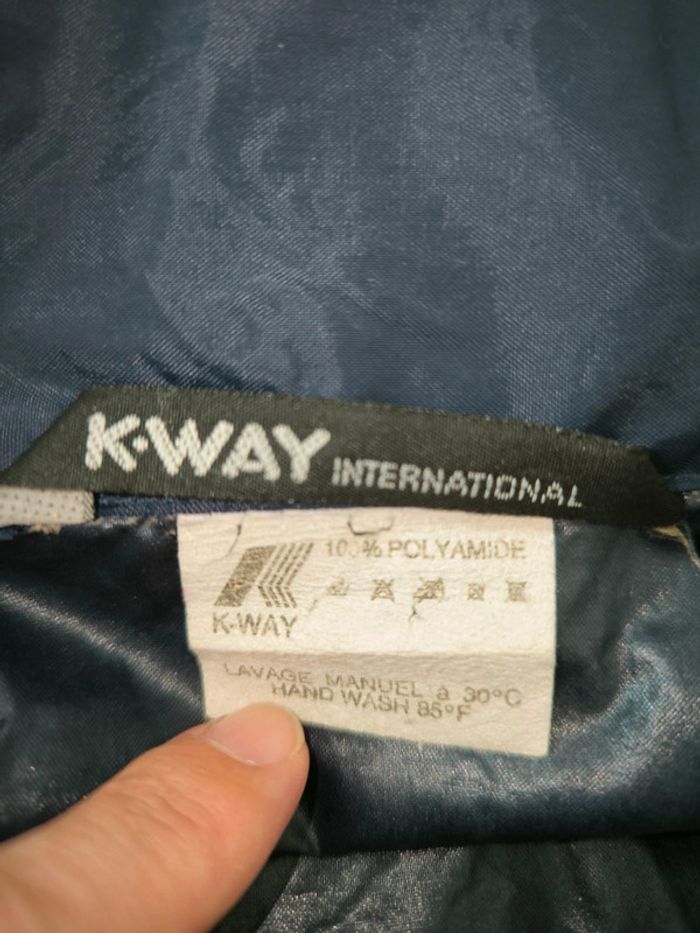 K-WAY INTERNATIONAL
100% POLYAMIDE
K-WAY
LAVAGE MANUEL à 30°C
HAND WASH 85°F